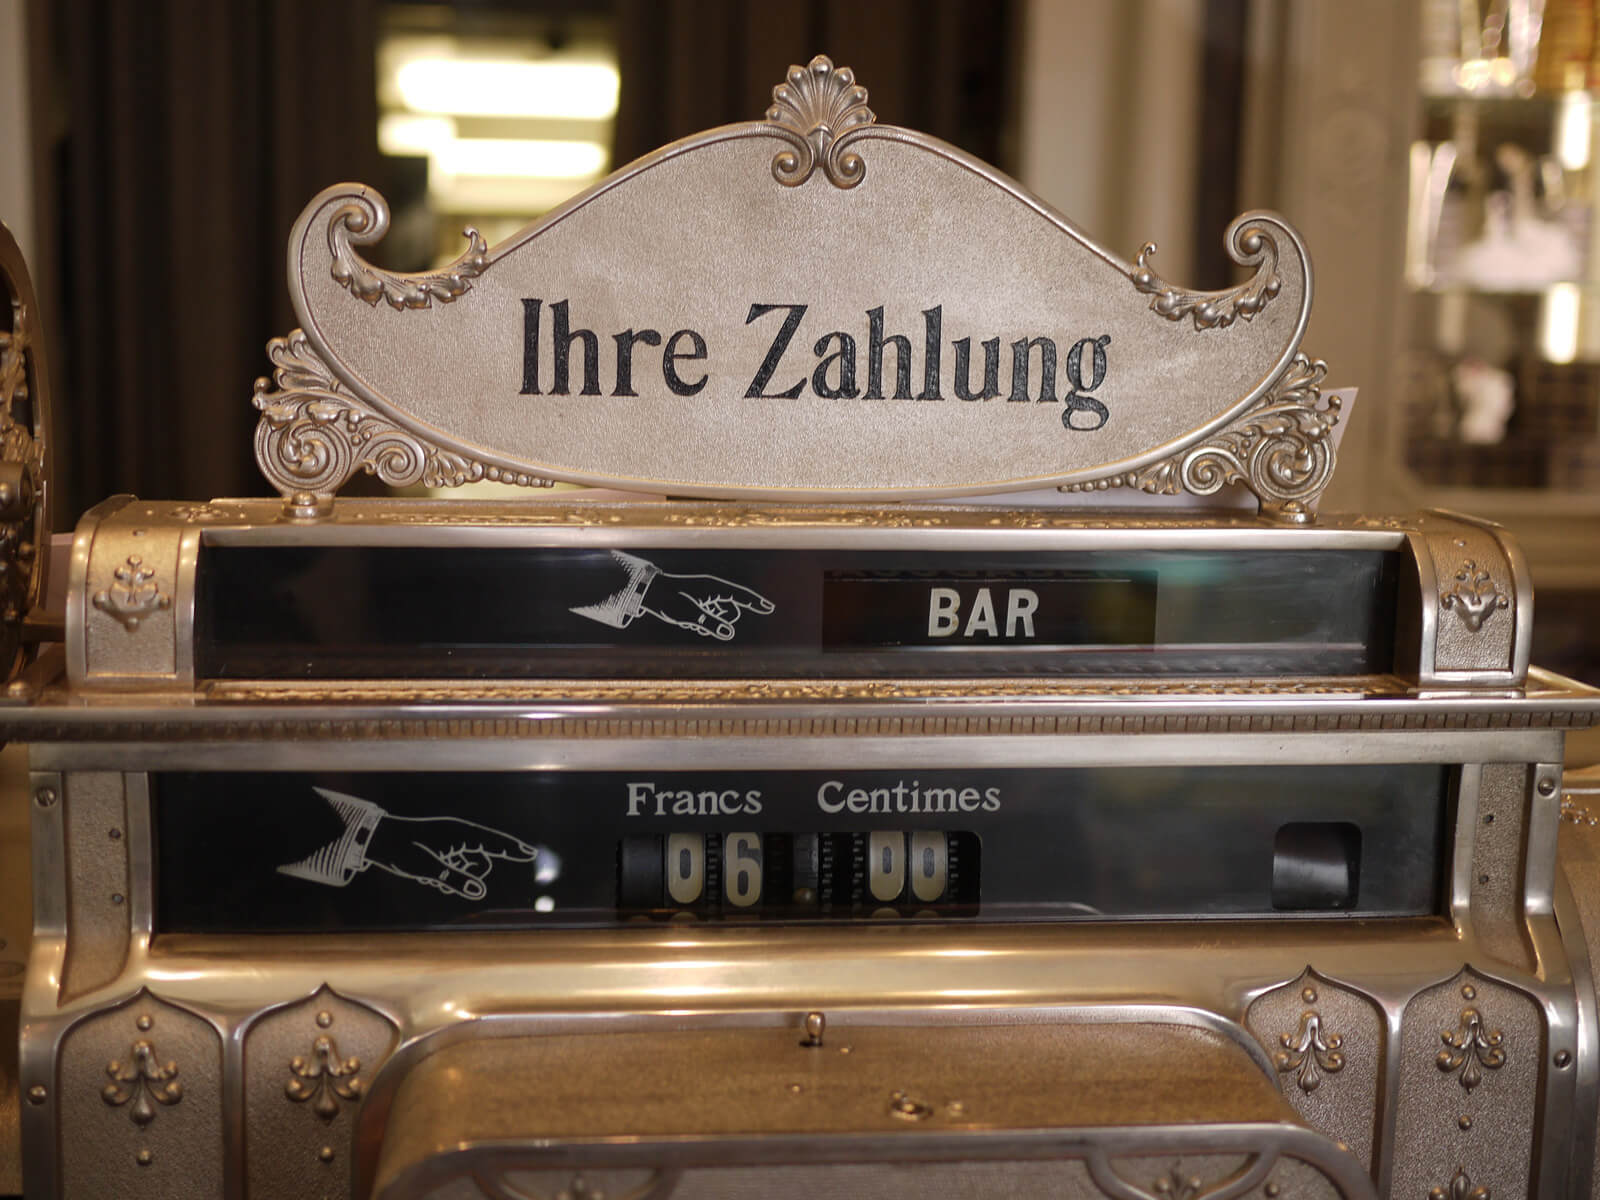 Ihre Zahlung
BAR
Francs Centimes
06 00